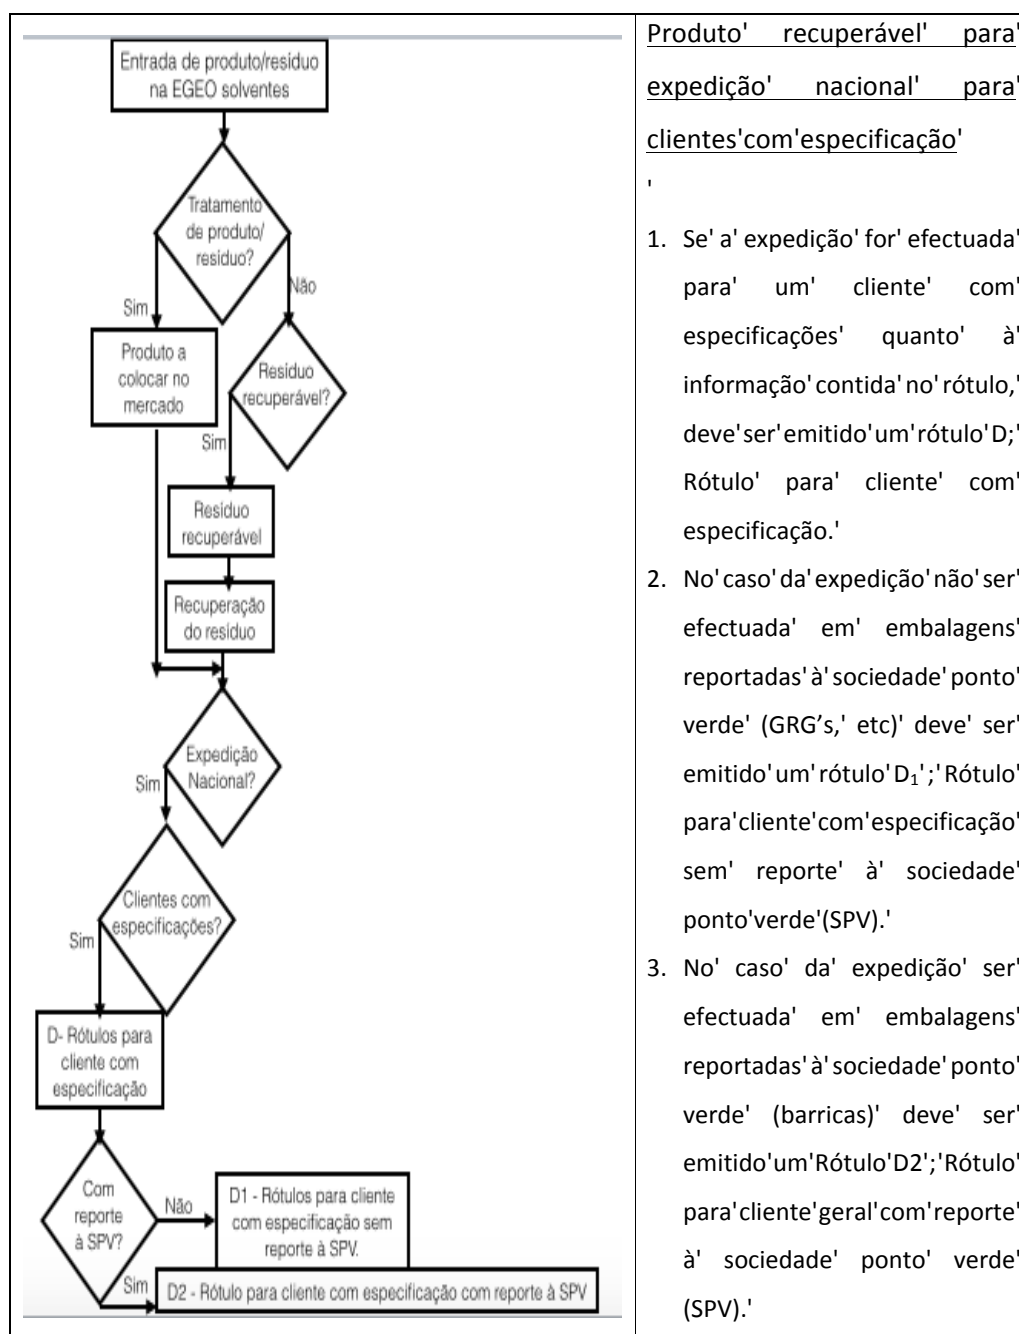 Entrada de produto/resíduo
na EGEO solventes
Tratamento
de produto/
resíduo?
Não
Sim
Produto a
colocar no
mercado
Resíduo
recuperável?
Sim
Resíduo
recuperável
Recuperação
do resíduo
Expedição
Nacional?
Sim
Clientes com
especificações?
Sim
D- Rótulos para
cliente com
especificação
Com
reporte
à SPV?
Não
D1 - Rótulos para cliente
com especificação sem
reporte à SPV.
Sim
D2 - Rótulo para cliente com especificação com reporte à SPV
Produto' recuperável' para'
expedição' nacional' para'
clientes'com'especificação'
'
1. Se' a' expedição' for' efectuada'
para' um' cliente' com'
especificações' quanto' à'
informação'contida'no'rótulo,'
deve'ser'emitido'um'rótulo'D;'
Rótulo' para' cliente' com'
especificação.'
2. No'caso'da'expedição'não'ser'
efectuada' em' embalagens'
reportadas'à'sociedade'ponto'
verde' (GRG’s,' etc)' deve' ser'
emitido'um'rótulo'D₁';'Rótulo'
para'cliente'com'especificação'
sem' reporte' à' sociedade'
ponto'verde'(SPV).'
3. No' caso' da' expedição' ser'
efectuada' em' embalagens'
reportadas'à'sociedade'ponto'
verde' (barricas)' deve' ser'
emitido'um'Rótulo'D2';'Rótulo'
para'cliente'geral'com'reporte'
à' sociedade' ponto' verde'
(SPV).'